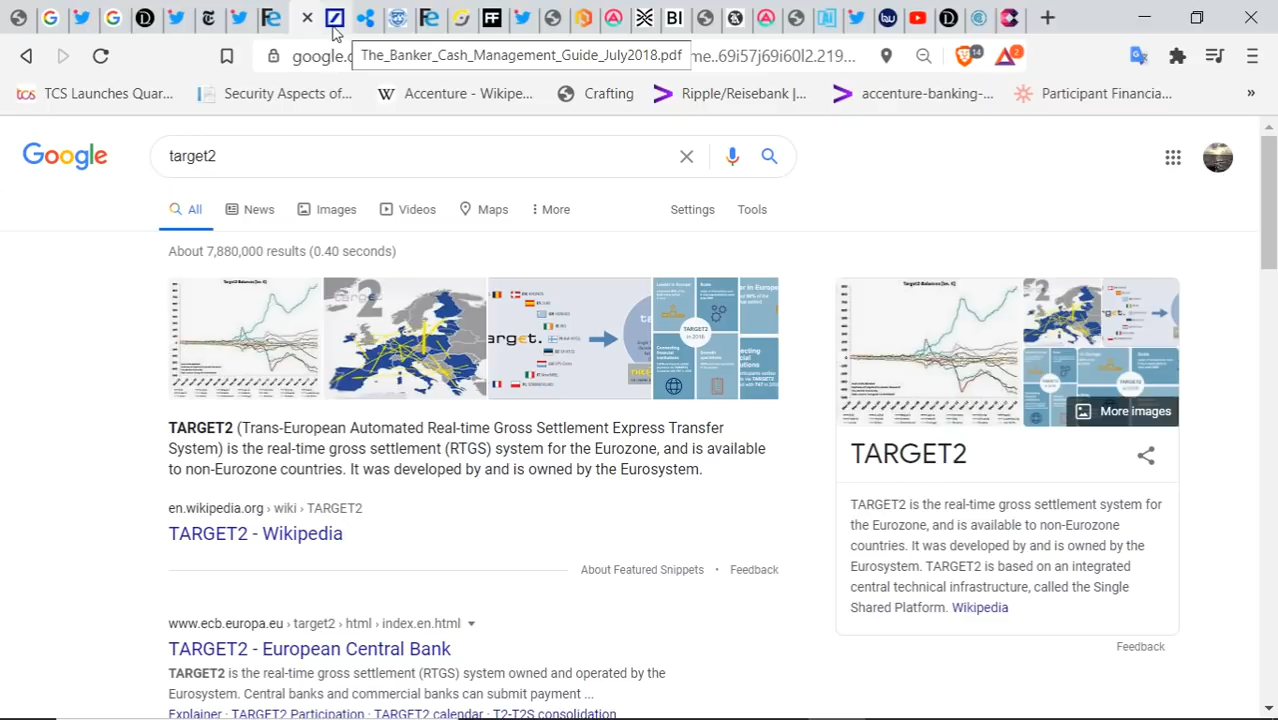 The_Banker_Cash_Management_Guide_July2018.pdf
google.c
me..69i57j69i60l2.219...
14
2
TCS Launches Quar...
Security Aspects of...
Accenture - Wikipe...
Crafting
Ripple/Reisebank |...
accenture-banking-...
Participant Financia...
»
Google
target2
All
News
Images
Videos
Maps
More
Settings
Tools
About 7,880,000 results (0.40 seconds)
TARGET2 (Trans-European Automated Real-time Gross Settlement Express Transfer
System) is the real-time gross settlement (RTGS) system for the Eurozone, and is available
to non-Eurozone countries. It was developed by and is owned by the Eurosystem.
en.wikipedia.org › wiki › TARGET2
TARGET2 - Wikipedia
About Featured Snippets • Feedback
www.ecb.europa.eu › target2 › html › index.en.html
TARGET2 - European Central Bank
TARGET2 is the real-time gross settlement (RTGS) system owned and operated by the
Eurosystem. Central banks and commercial banks can submit payment ...
Explainer · TARGET2 Participation · TARGET2 calendar · T2-T2S consolidation
More images
TARGET2
TARGET2 is the real-time gross settlement system for
the Eurozone, and is available to non-Eurozone
countries. It was developed by and is owned by the
Eurosystem. TARGET2 is based on an integrated
central technical infrastructure, called the Single
Shared Platform. Wikipedia
Feedback